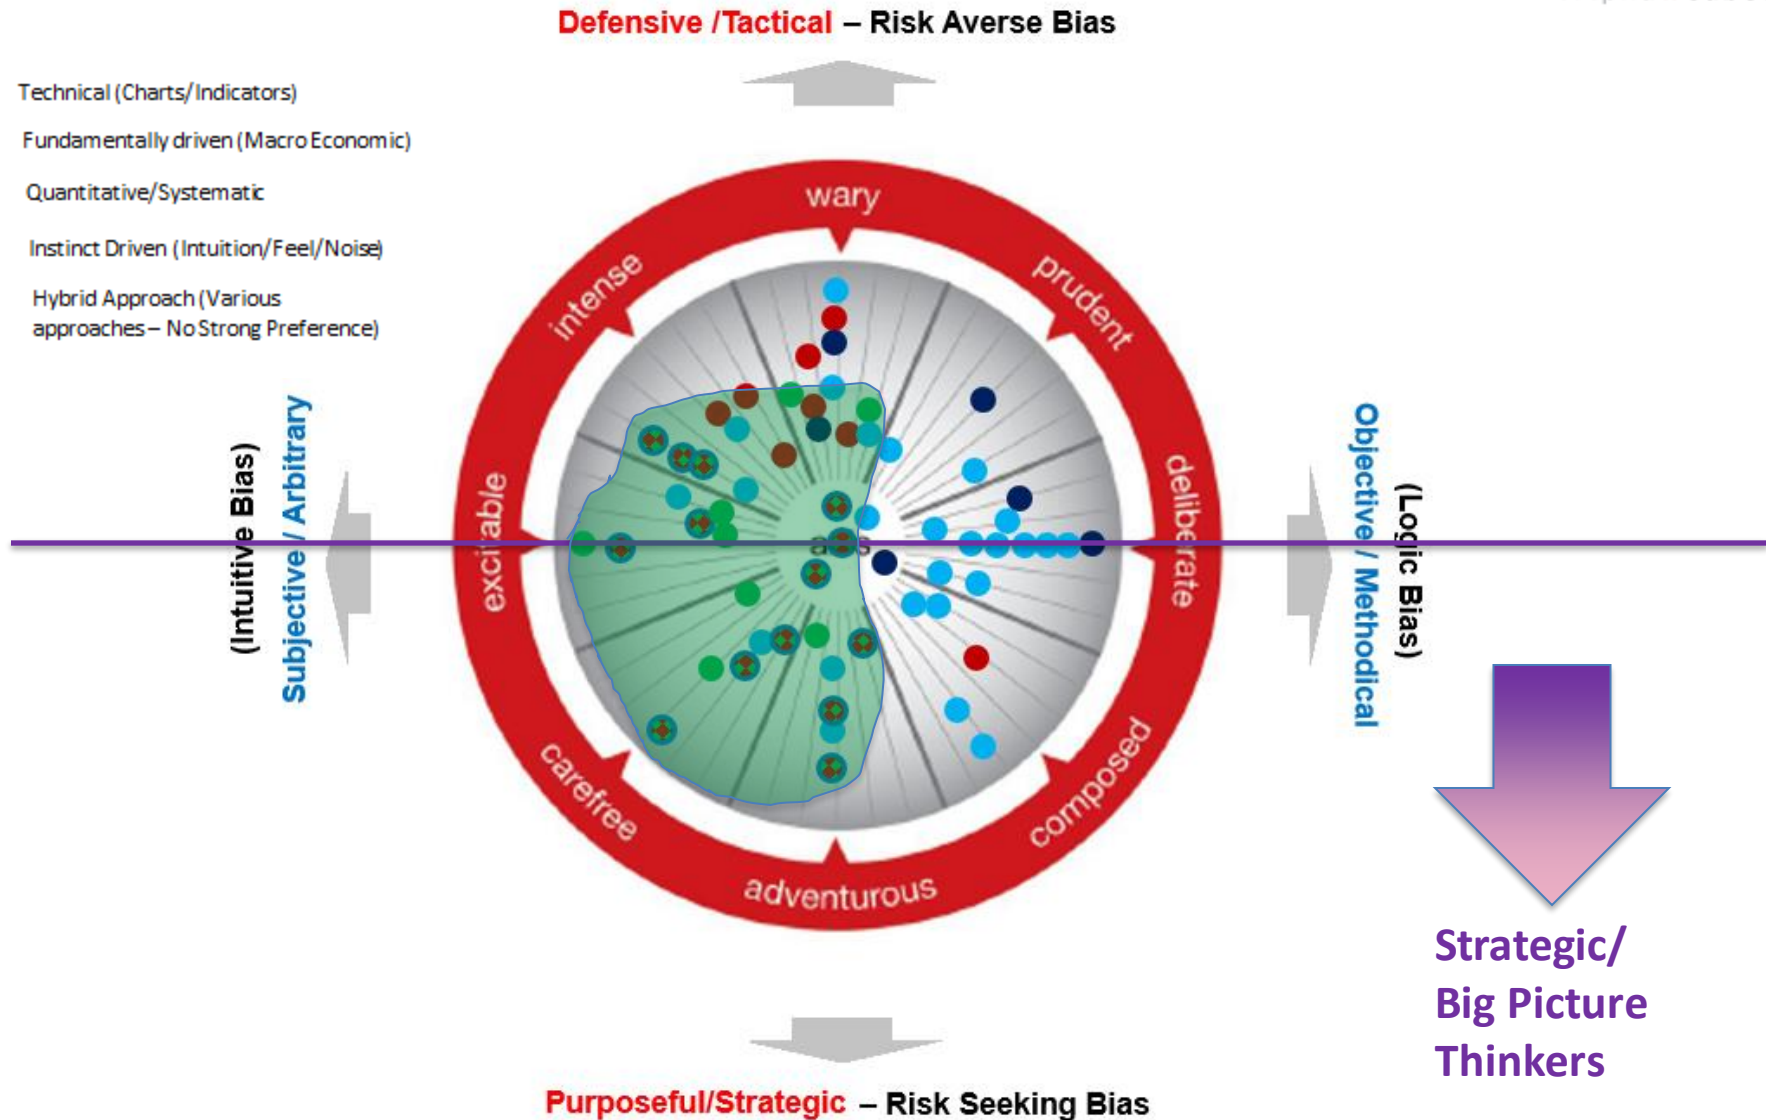 Defensive /Tactical – Risk Averse Bias
Technical (Charts/Indicators)
Fundamentally driven (Macro Economic)
Quantitative/Systematic
Instinct Driven (Intuition/Feel/Noise)
Hybrid Approach (Various
approaches – No Strong Preference)
wary
intense
prudent
excitable
deliberate
carefree
composed
adventurous
(Intuitive Bias)
Subjective / Arbitrary
Objective / Methodical
(Logic Bias)
Strategic/
Big Picture
Thinkers
Purposeful/Strategic – Risk Seeking Bias